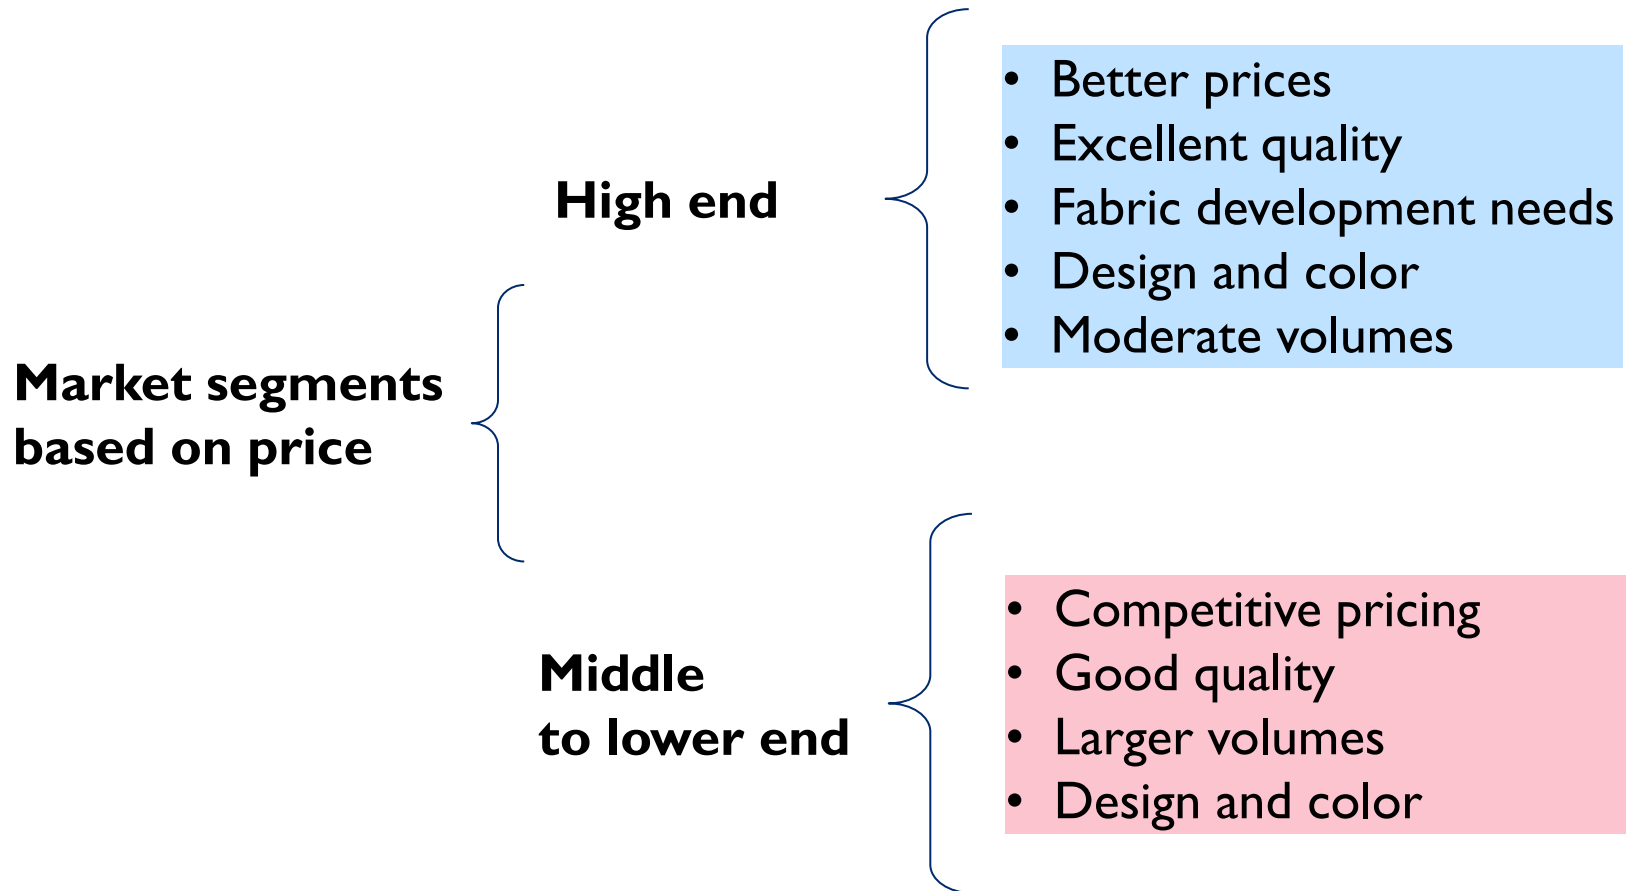 Market segments
based on price
High end
• Better prices
• Excellent quality
• Fabric development needs
• Design and color
• Moderate volumes
Middle
to lower end
• Competitive pricing
• Good quality
• Larger volumes
• Design and color